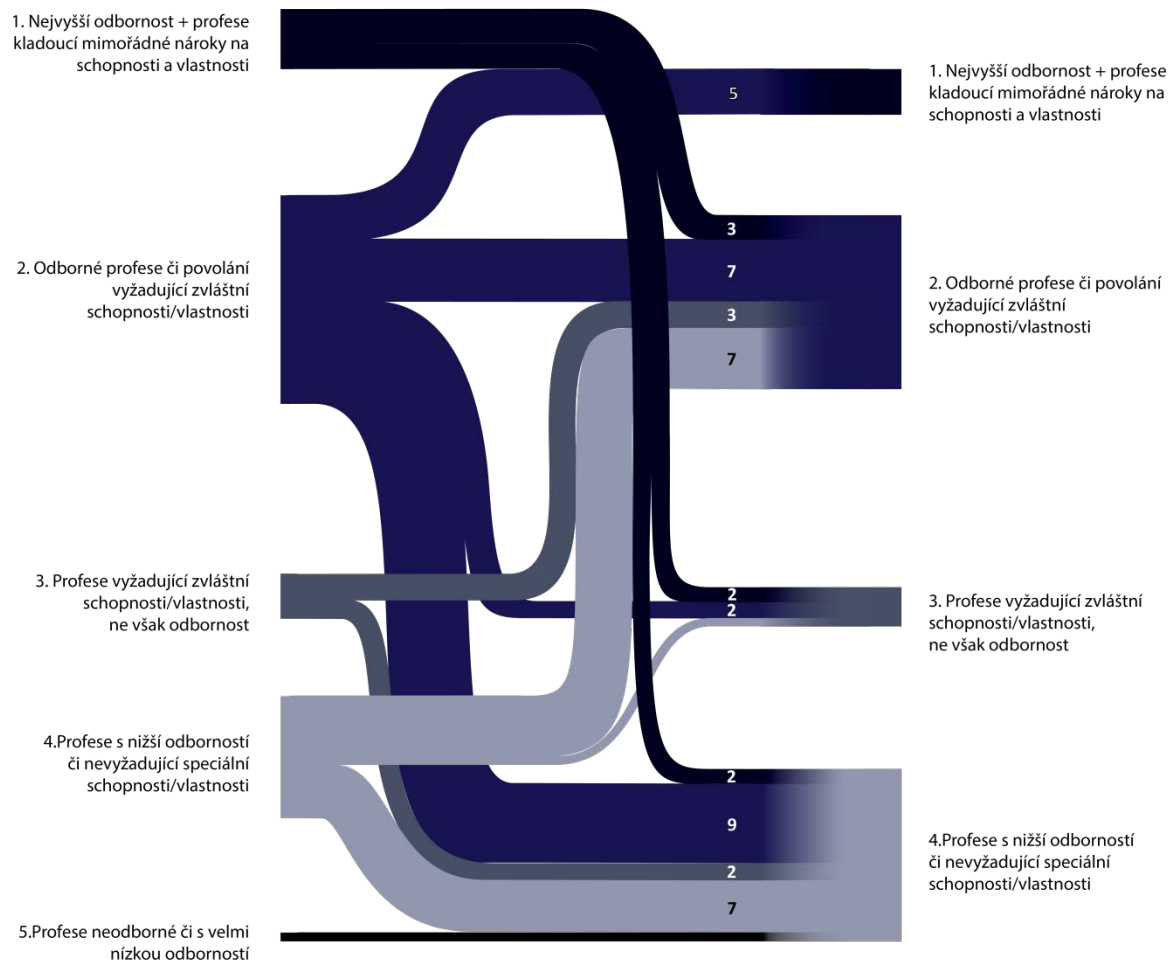 1. Nejvyšší odbornost + profese
kladoucí mimořádné nároky na
schopnosti a vlastnosti
2. Odborné profese či povolání
vyžadující zvláštní
schopnosti/vlastnosti
3. Profese vyžadující zvláštní
schopnosti/vlastnosti,
ne však odbornost
4.Profese s nižší odborností
či nevyžadující speciální
schopnosti/vlastnosti
5.Profese neodborné či s velmi
nízkou odborností
5
3
7
3
7
2
2
2
9
2
7
1. Nejvyšší odbornost + profese
kladoucí mimořádné nároky na
schopnosti a vlastnosti
2. Odborné profese či povolání
vyžadující zvláštní
schopnosti/vlastnosti
3. Profese vyžadující zvláštní
schopnosti/vlastnosti,
ne však odbornost
4.Profese s nižší odborností
či nevyžadující speciální
schopnosti/vlastnosti